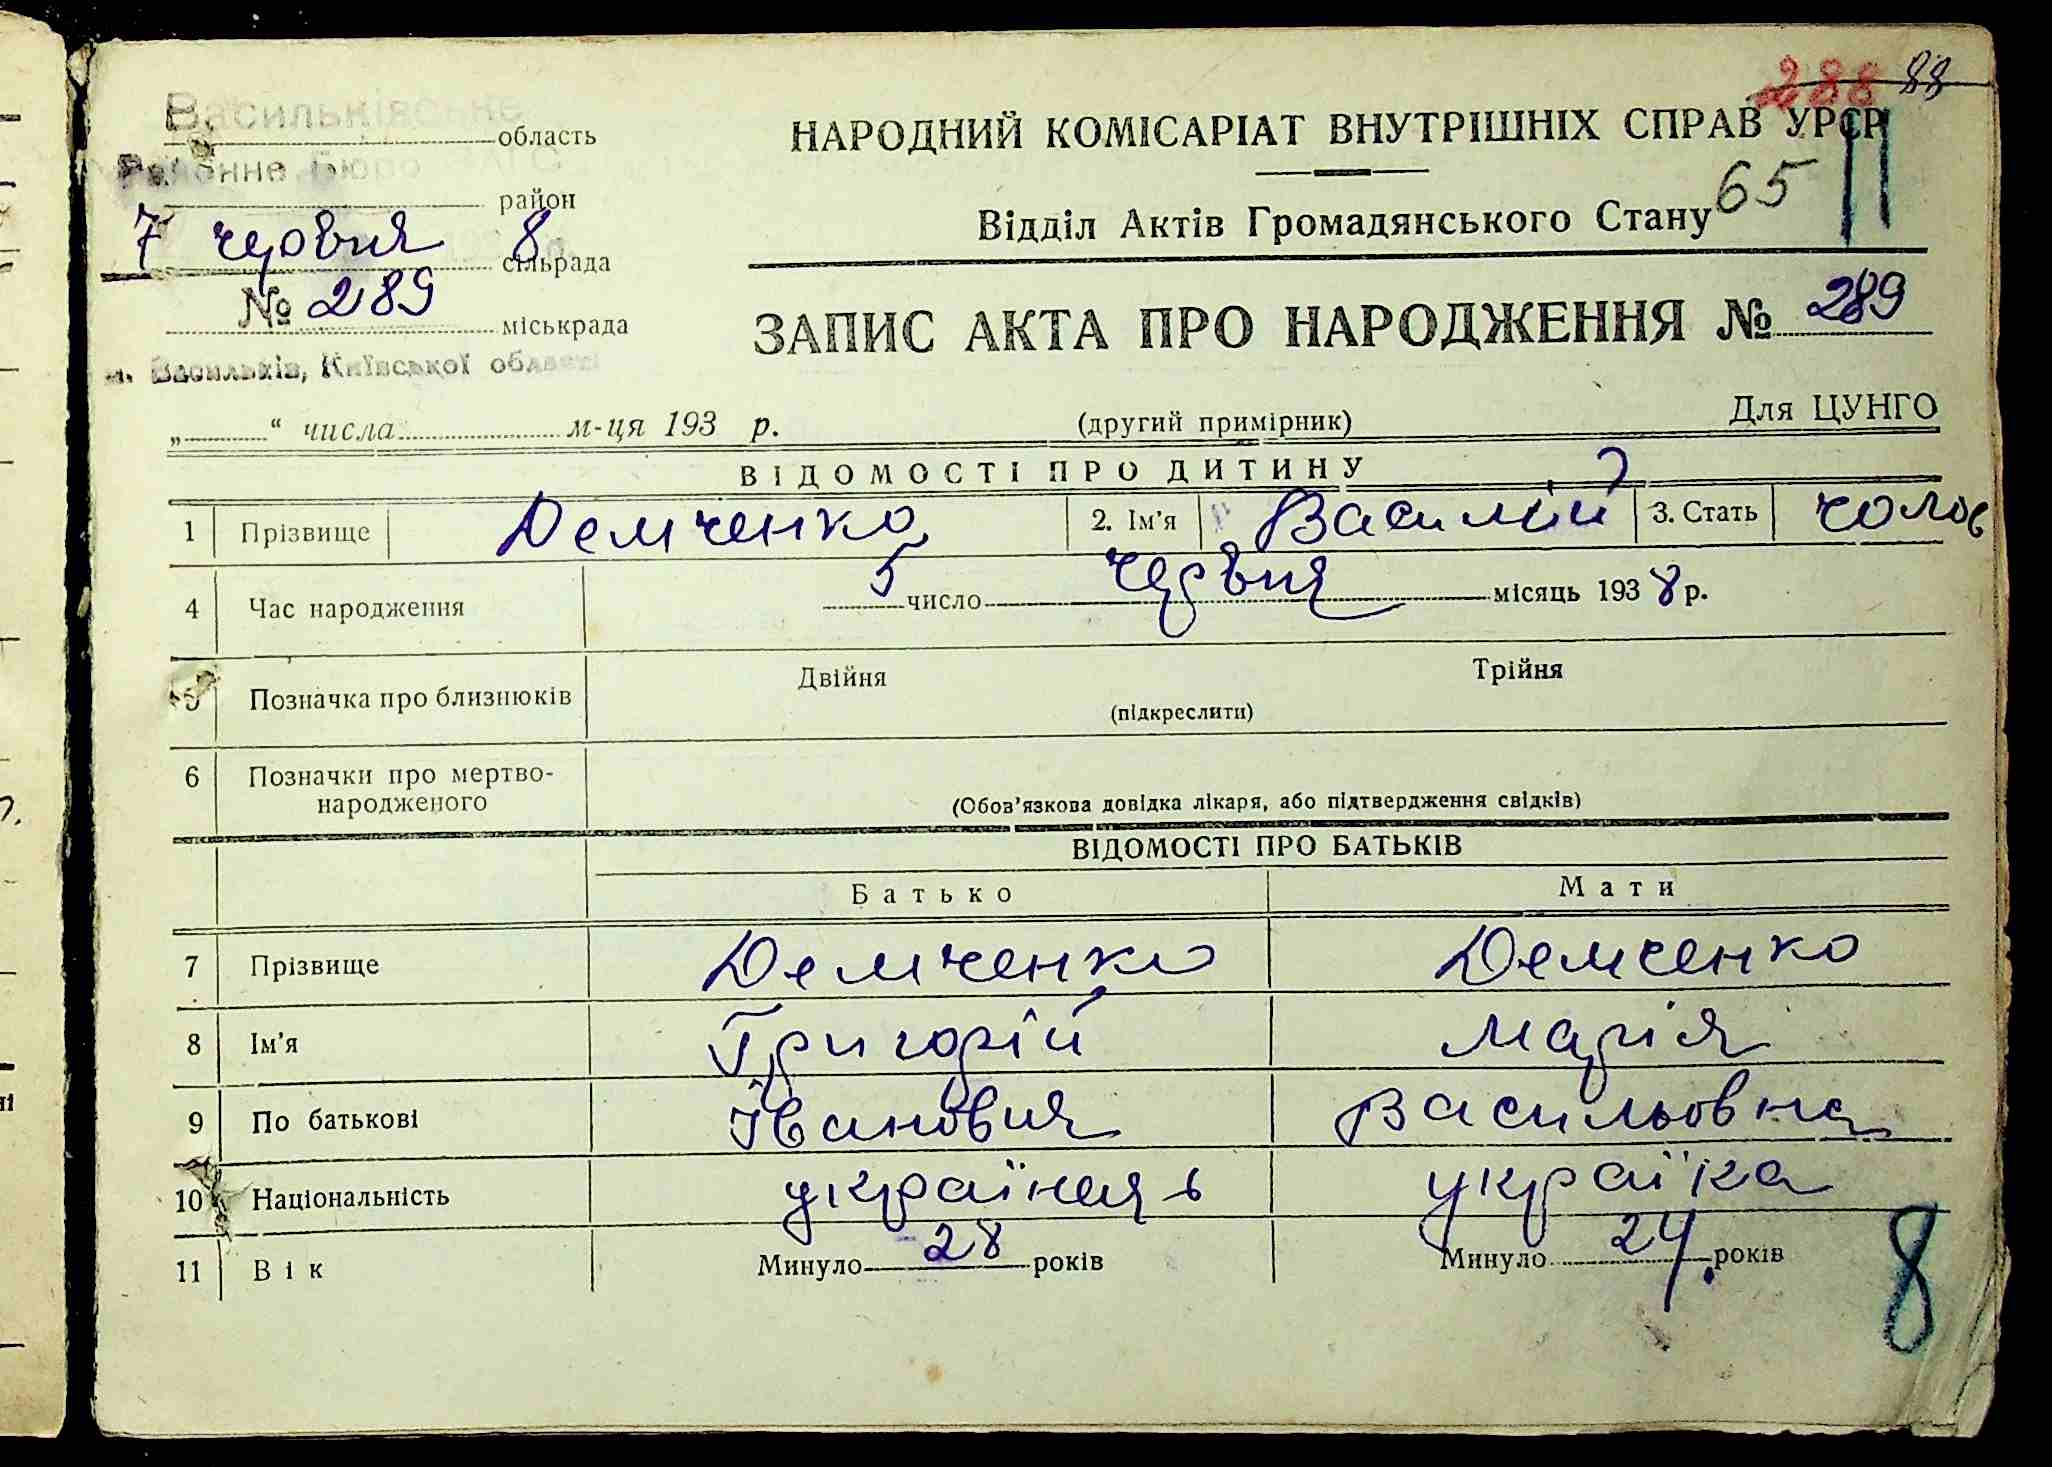 288 88
Васильківське
область
НАРОДНИЙ КОМІСАРІАТ ВНУТРІШНІХ СПРАВ УРСР
Районне Бюро ЗАГС
район
65 11
Відділ Актів Громадянського Стану
7 червня 193 8 р.
сільрада
№ 289
міськрада
ЗАПИС АКТА ПРО НАРОДЖЕННЯ № 289
м. Васильків, Київської області
„ “ числа м-ця 193 р.
(другий примірник)
Для ЦУНГО
ВІДОМОСТІ ПРО ДИТИНУ
1 Прізвище Демченко 2. Ім’я Василій 3. Стать чолов
4 Час народження 5 число червня місяць 1938 р.
5 Позначка про близнюків Двійня Трійня
(підкреслити)
6 Позначки про мертво-
народженого
(Обов’язкова довідка лікаря, або підтвердження свідків)
ВІДОМОСТІ ПРО БАТЬКІВ
Батько Мати
7 Прізвище Демченко Демченко
8 Ім’я Григорій Марія
9 По батькові Івановия Васильовна
10 Національність українець україка
11 Вік Минуло 28 років Минуло 24 років
8